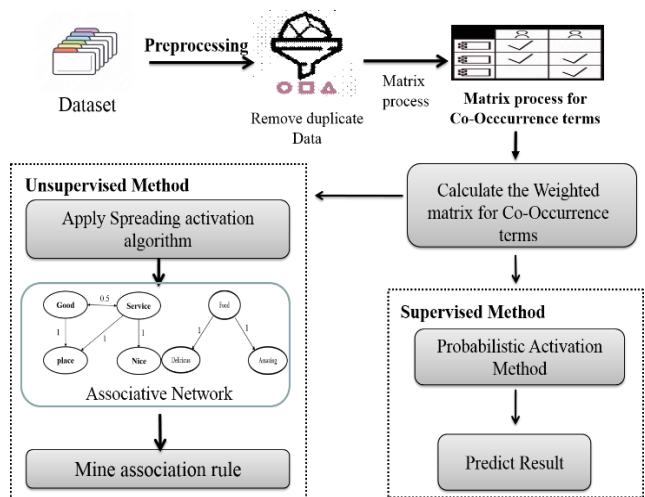 Preprocessing
Dataset
Remove duplicate
Data
Matrix
process
Matrix process for
Co-Occcurrence terms
Unsupervised Method
Apply Spreading activation
algorithm
Calculate the Weighted
matrix for Co-Occurrence
terms
Good
0.5
Service
Food
1
1
1
1
1
place
Nice
Delicious
Amazing
Associative Network
Mine association rule
Supervised Method
Probabilistic Activation
Method
Predict Result